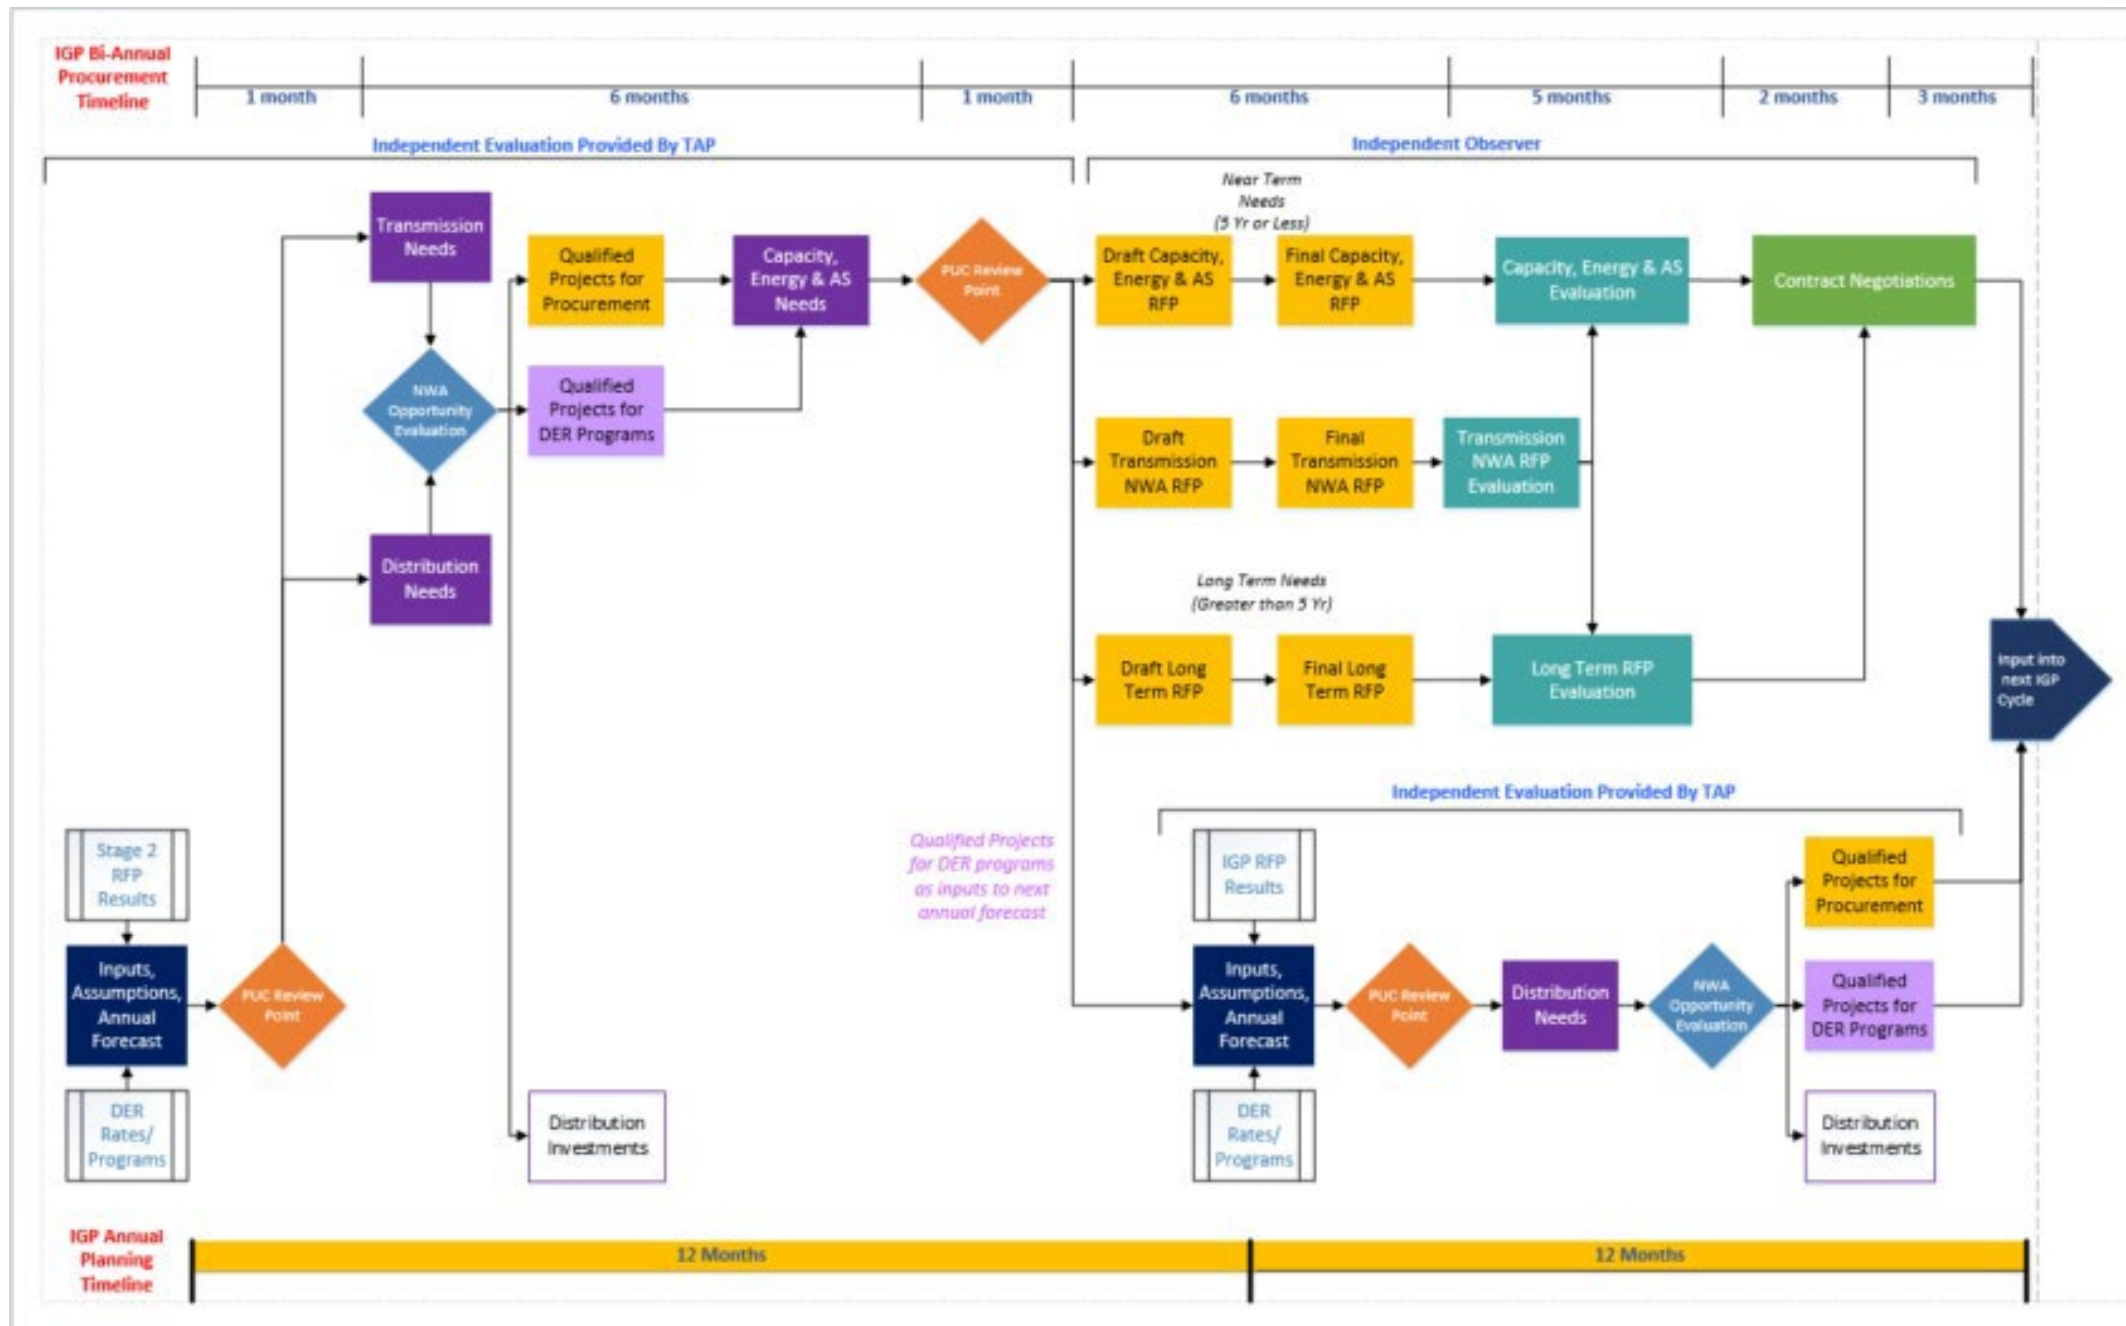 IGP Bi-Annual
Procurement
Timeline
1 month
6 months
1 month
6 months
5 months
2 months
3 months
Independent Evaluation Provided By TAP
Independent Observer
Near Term
Needs
(5 Yr or Less)
Transmission
Needs
Qualified
Projects for
Procurement
Capacity,
Energy & AS
Needs
PUC Review
Point
Draft Capacity,
Energy & AS
RFP
Final Capacity,
Energy & AS
RFP
Capacity, Energy & AS
Evaluation
Contract Negotiations
NWA
Opportunity
Evaluation
Qualified
Projects for
DER Programs
Draft
Transmission
NWA RFP
Final
Transmission
NWA RFP
Transmission
NWA RFP
Evaluation
Distribution
Needs
Long Term Needs
(Greater than 5 Yr)
Draft Long
Term RFP
Final Long
Term RFP
Long Term RFP
Evaluation
Input into
next IGP
Cycle
Independent Evaluation Provided By TAP
Stage 2
RFP
Results
Qualified Projects
for DER programs
as inputs to next
annual forecast
IGP RFP
Results
Qualified
Projects for
Procurement
Inputs,
Assumptions,
Annual
Forecast
PUC Review
Point
Inputs,
Assumptions,
Annual
Forecast
PUC Review
Point
Distribution
Needs
NWA
Opportunity
Evaluation
Qualified
Projects for
DER Programs
DER
Rates/
Programs
Distribution
Investments
DER
Rates/
Programs
Distribution
Investments
IGP Annual
Planning
Timeline
12 Months
12 Months